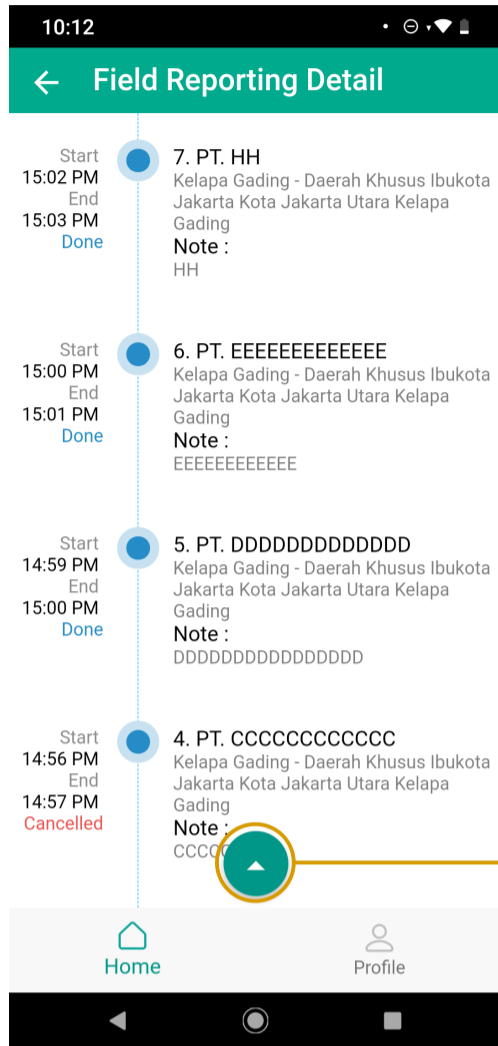 10:12
Field Reporting Detail
Start
15:02 PM
End
15:03 PM
Done
7. PT. HH
Kelapa Gading - Daerah Khusus Ibukota
Jakarta Kota Jakarta Utara Kelapa
Gading
Note :
HH
Start
15:00 PM
End
15:01 PM
Done
6. PT. EEEEEEEEEEEEE
Kelapa Gading - Daerah Khusus Ibukota
Jakarta Kota Jakarta Utara Kelapa
Gading
Note :
EEEEEEEEEEEE
Start
14:59 PM
End
15:00 PM
Done
5. PT. DDDDDDDDDDDDD
Kelapa Gading - Daerah Khusus Ibukota
Jakarta Kota Jakarta Utara Kelapa
Gading
Note :
DDDDDDDDDDDDDDDD
Start
14:56 PM
End
14:57 PM
Cancelled
4. PT. CCCCCCCCCCCC
Kelapa Gading - Daerah Khusus Ibukota
Jakarta Kota Jakarta Utara Kelapa
Gading
Note :
Home
Profile